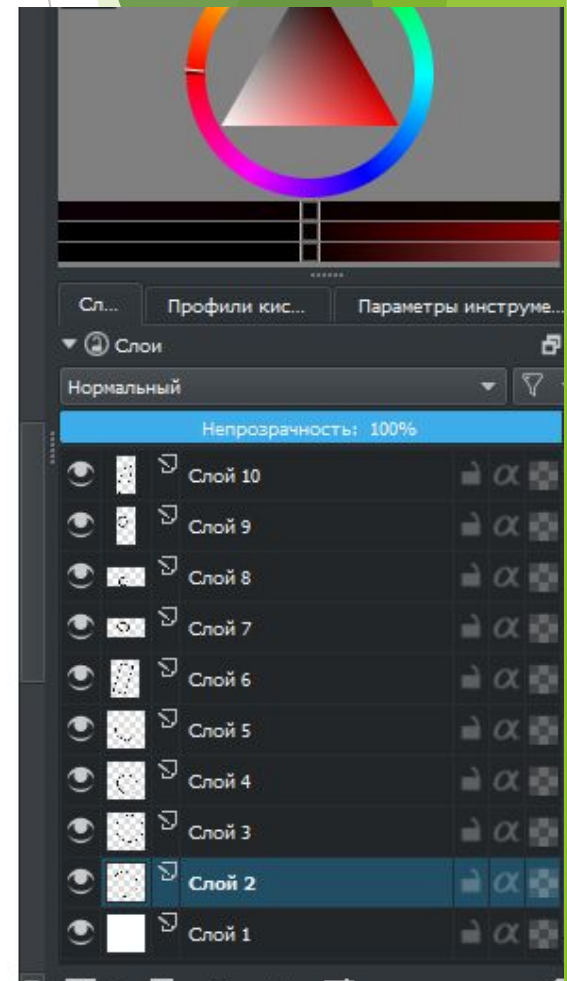 Сл... Профили кис... Параметры инструме...
Слои
Нормальный
Непрозрачность: 100%
Слой 10
Слой 9
Слой 8
Слой 7
Слой 6
Слой 5
Слой 4
Слой 3
Слой 2
Слой 1